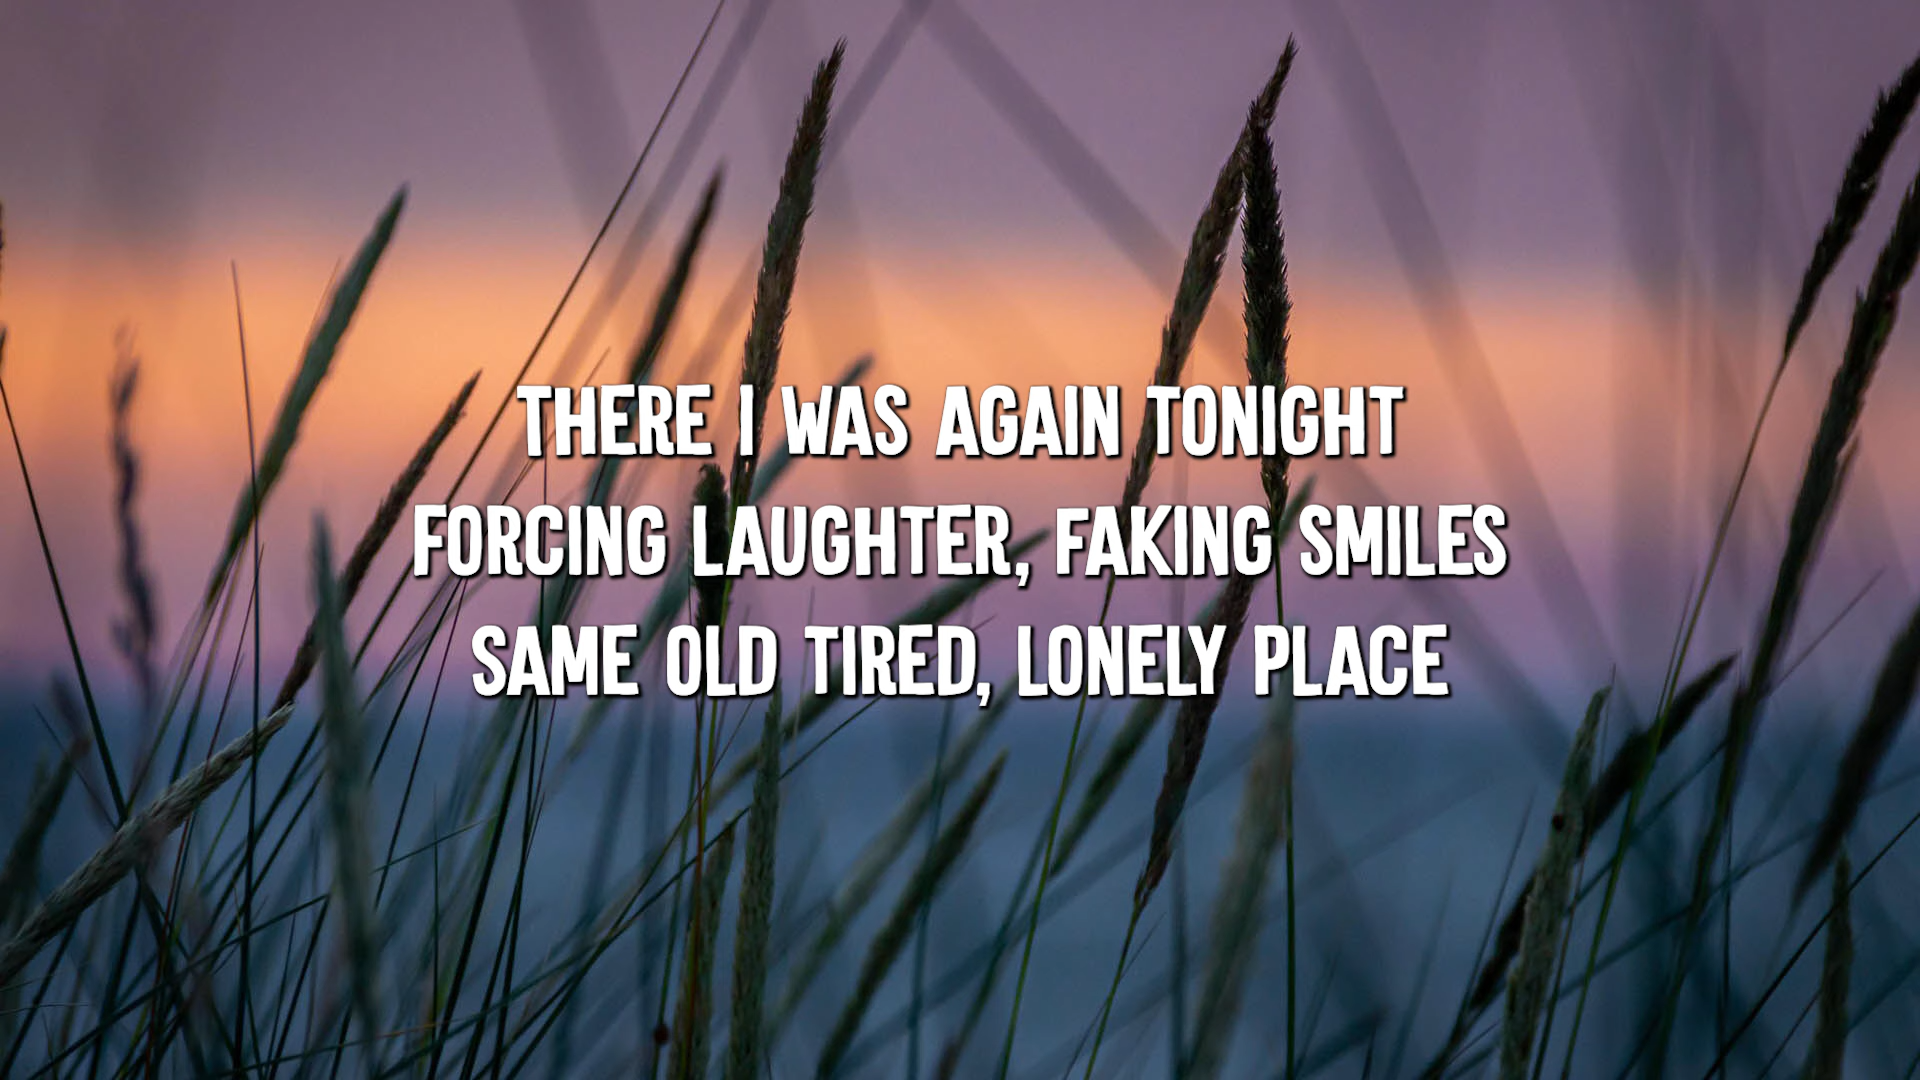 THERE I WAS AGAIN TONIGHT
FORCING LAUGHTER, FAKING SMILES
SAME OLD TIRED, LONELY PLACE